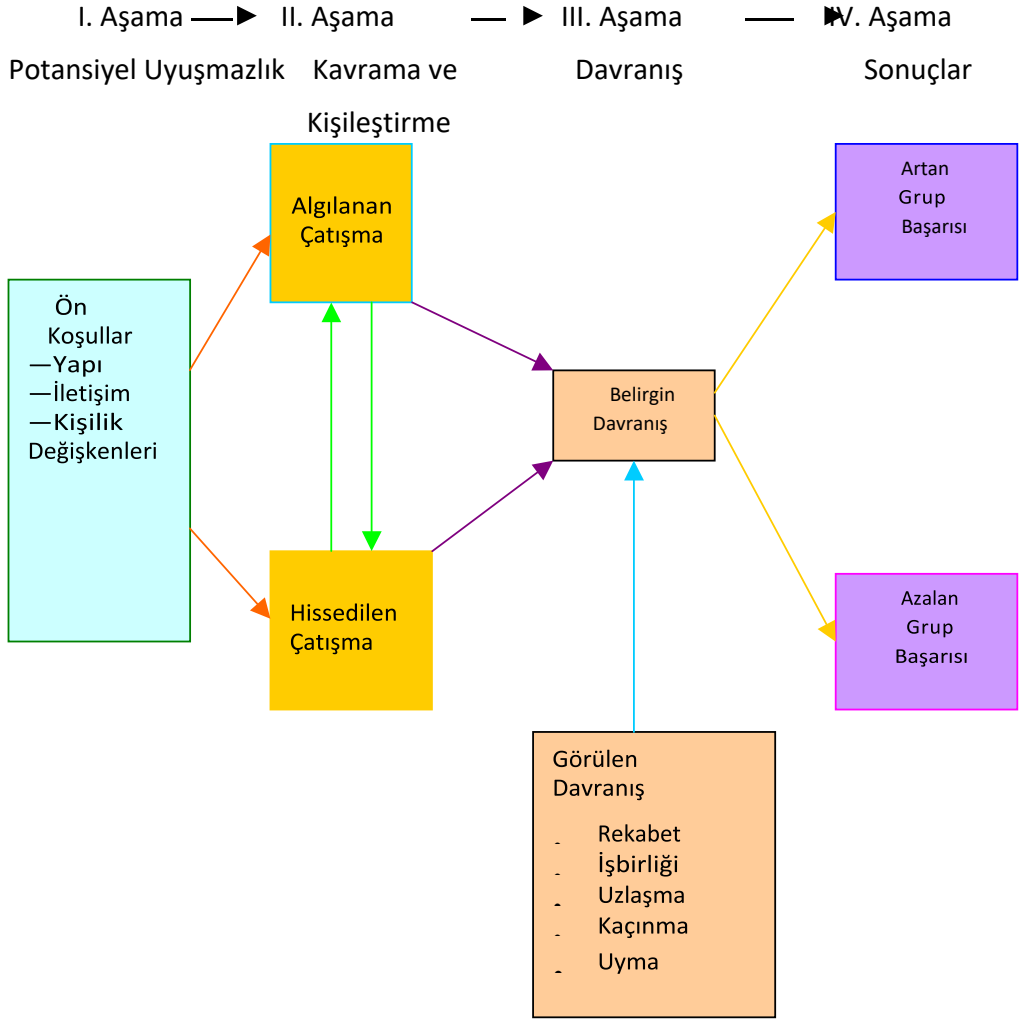 I. Aşama II. Aşama III. Aşama IV. Aşama
Potansiyel Uyuşmazlık Kavrama ve Davranış Sonuçlar
Kişileştirme
Ön
Koşullar
—Yapı
—İletişim
—Kişilik
Değişkenleri
Algılanan
Çatışma
Hissedilen
Çatışma
Belirgin
Davranış
Görülen
Davranış
- Rekabet
- İşbirliği
- Uzlaşma
- Kaçınma
- Uyma
Artan
Grup
Başarısı
Azalan
Grup
Başarısı